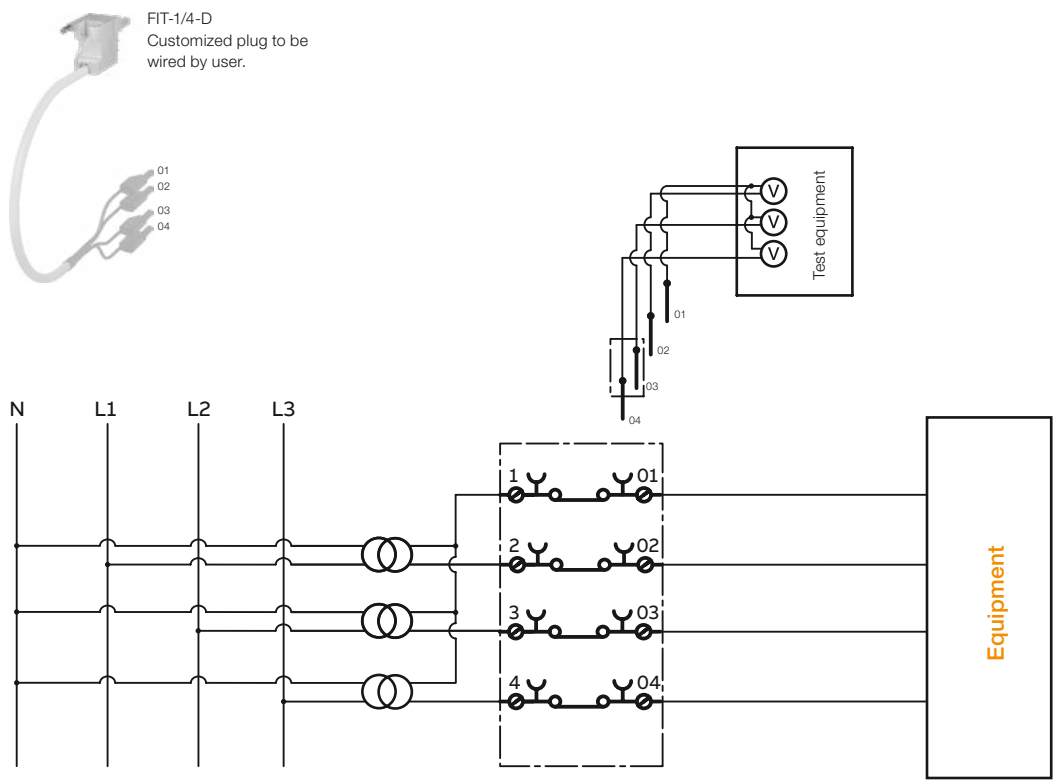 FIT-1/4-D
Customized plug to be
wired by user.
01
02
03
04
V
V
V
Test equipment
01
02
03
04
N L1 L2 L3
1 01
2 02
3 03
4 04
Equipment